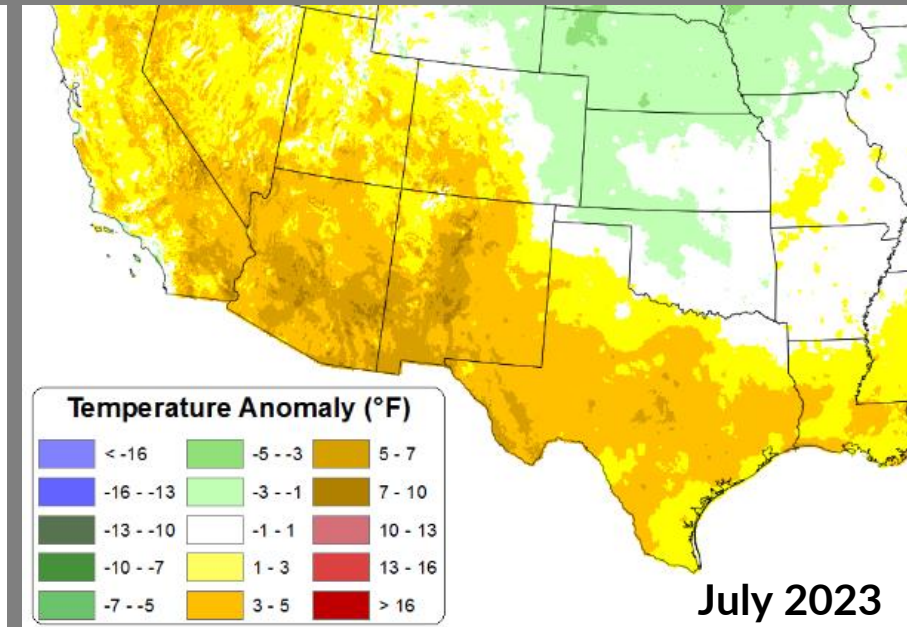 Temperature Anomaly (°F)
< -16 -5 - -3 5 - 7
-16 - -13 -3 - -1 7 - 10
-13 - -10 -1 - 1 10 - 13
-10 - -7 1 - 3 13 - 16
-7 - -5 3 - 5 > 16
July 2023